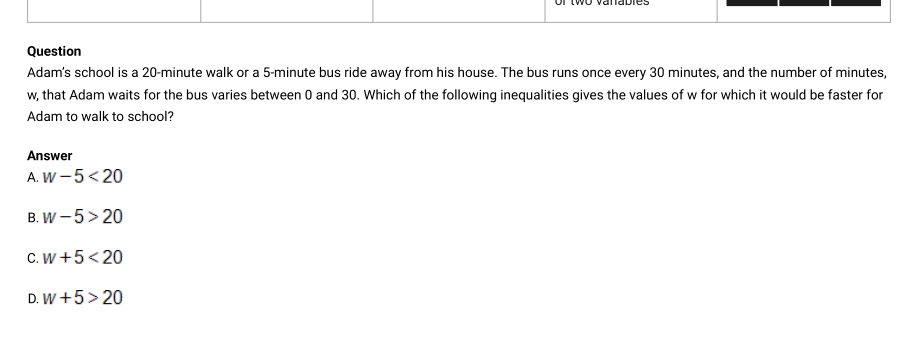 of two variables
Question
Adam's school is a 20-minute walk or a 5-minute bus ride away from his house. The bus runs once every 30 minutes, and the number of minutes,
w, that Adam waits for the bus varies between 0 and 30. Which of the following inequalities gives the values of w for which it would be faster for
Adam to walk to school?
Answer
A. w − 5 < 20
B. w − 5 > 20
C. w + 5 < 20
D. w + 5 > 20